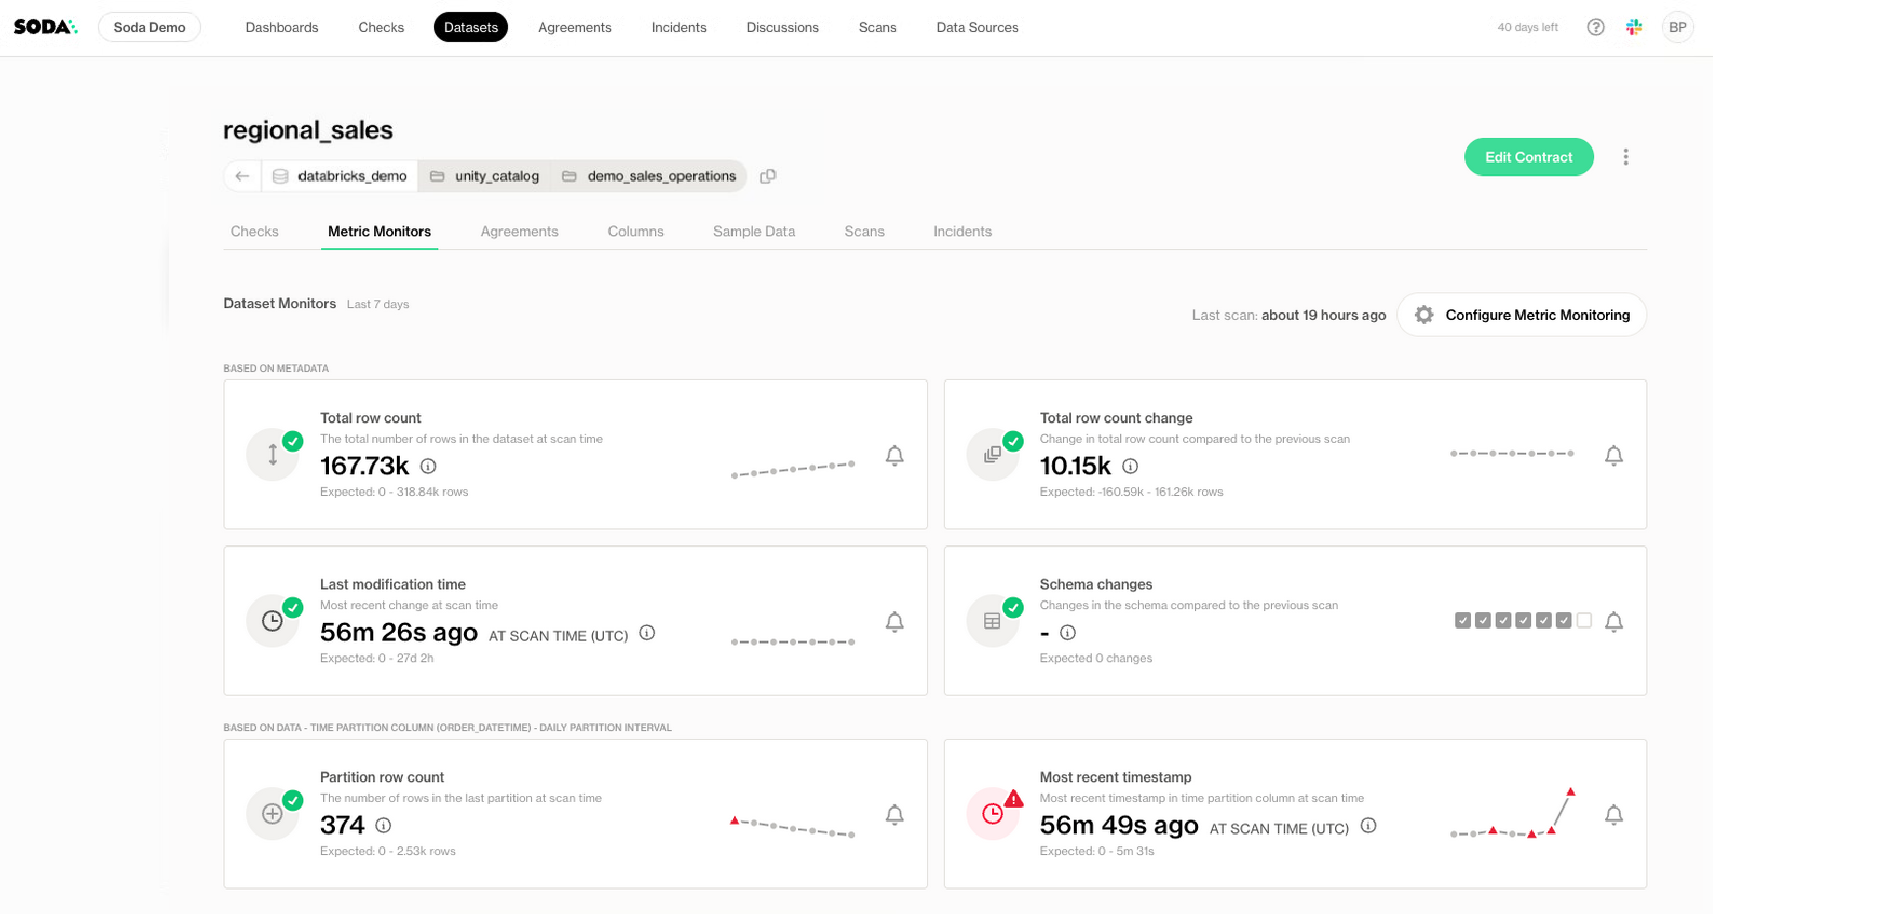 SODA
Soda Demo
Dashboards
Checks
Datasets
Agreements
Incidents
Discussions
Scans
Data Sources
40 days left
BP
regional_sales
databricks_demo
unity_catalog
demo_sales_operations
Edit Contract
Checks
Metric Monitors
Agreements
Columns
Sample Data
Scans
Incidents
Dataset Monitors Last 7 days
Last scan: about 19 hours ago
Configure Metric Monitoring
BASED ON METADATA
Total row count
The total number of rows in the dataset at scan time
167.73k
Expected: 0 - 318.84k rows
Total row count change
Change in total row count compared to the previous scan
10.15k
Expected: -160.59k - 161.26k rows
Last modification time
Most recent change at scan time
56m 26s ago AT SCAN TIME (UTC)
Expected: 0 - 27d 2h
Schema changes
Changes in the schema compared to the previous scan
-
Expected 0 changes
BASED ON DATA - TIME PARTITION COLUMN (ORDER_DATETIME) - DAILY PARTITION INTERVAL
Partition row count
The number of rows in the last partition at scan time
374
Expected: 0 - 2.53k rows
Most recent timestamp
Most recent timestamp in time partition column at scan time
56m 49s ago AT SCAN TIME (UTC)
Expected: 0 - 5m 31s